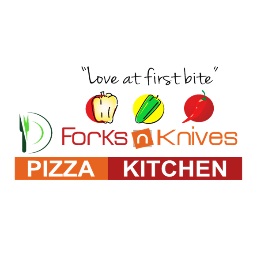 "Love at first bite"
Forks n Knives
PIZZA KITCHEN